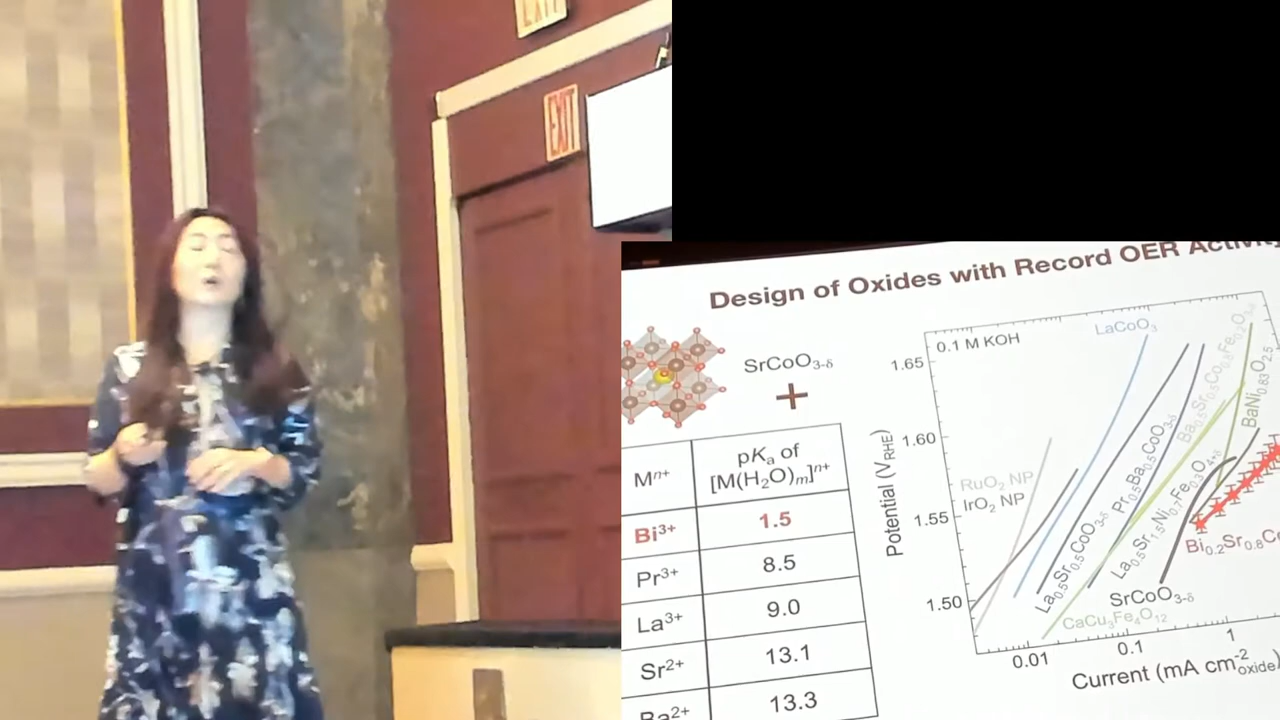 EXIT
EXIT
Design of Oxides with Record OER Activity
SrCoO3-δ
+
Mn+
pKa of
[M(H2O)m]n+
Bi3+
1.5
Pr3+
8.5
La3+
9.0
Sr2+
13.1
Ba2+
13.3
0.1 M KOH
LaCoO3
1.65
1.60
1.55
1.50
Potential (VRHE)
RuO2 NP
IrO2 NP
La0.5Sr0.5CoO3-δ
Pr0.5Ba0.5CoO3-δ
Ba0.5Sr0.5Co0.8Fe0.2O3-δ
La0.5Sr1.5Ni0.7Fe0.3O4+δ
BaNi0.83O2.5
Bi0.2Sr0.8Co
SrCoO3-δ
CaCu3Fe4O12
0.01
0.1
1
Current (mA cm-2oxide)